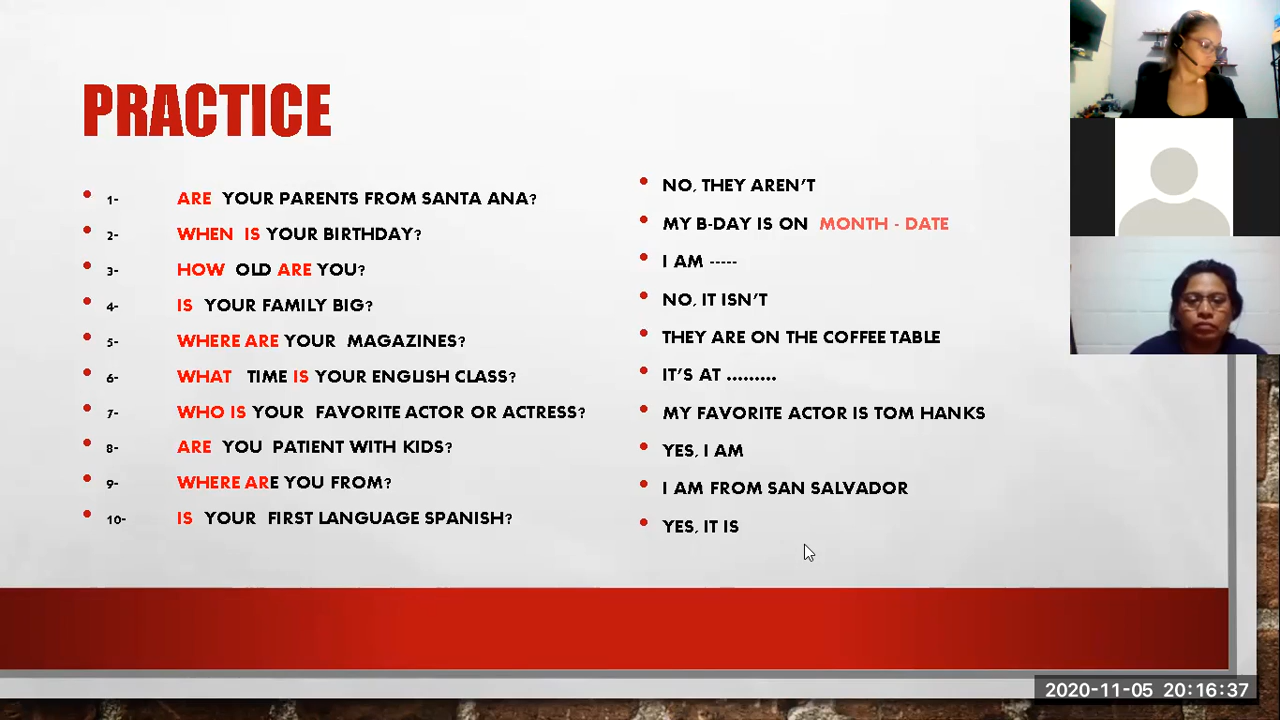 PRACTICE
1- ARE YOUR PARENTS FROM SANTA ANA?
2- WHEN IS YOUR BIRTHDAY?
3- HOW OLD ARE YOU?
4- IS YOUR FAMILY BIG?
5- WHERE ARE YOUR MAGAZINES?
6- WHAT TIME IS YOUR ENGLISH CLASS?
7- WHO IS YOUR FAVORITE ACTOR OR ACTRESS?
8- ARE YOU PATIENT WITH KIDS?
9- WHERE ARE YOU FROM?
10- IS YOUR FIRST LANGUAGE SPANISH?
NO, THEY AREN'T
MY B-DAY IS ON MONTH - DATE
I AM -----
NO, IT ISN'T
THEY ARE ON THE COFFEE TABLE
IT'S AT .........
MY FAVORITE ACTOR IS TOM HANKS
YES, I AM
I AM FROM SAN SALVADOR
YES, IT IS
2020-11-05 20:16:37